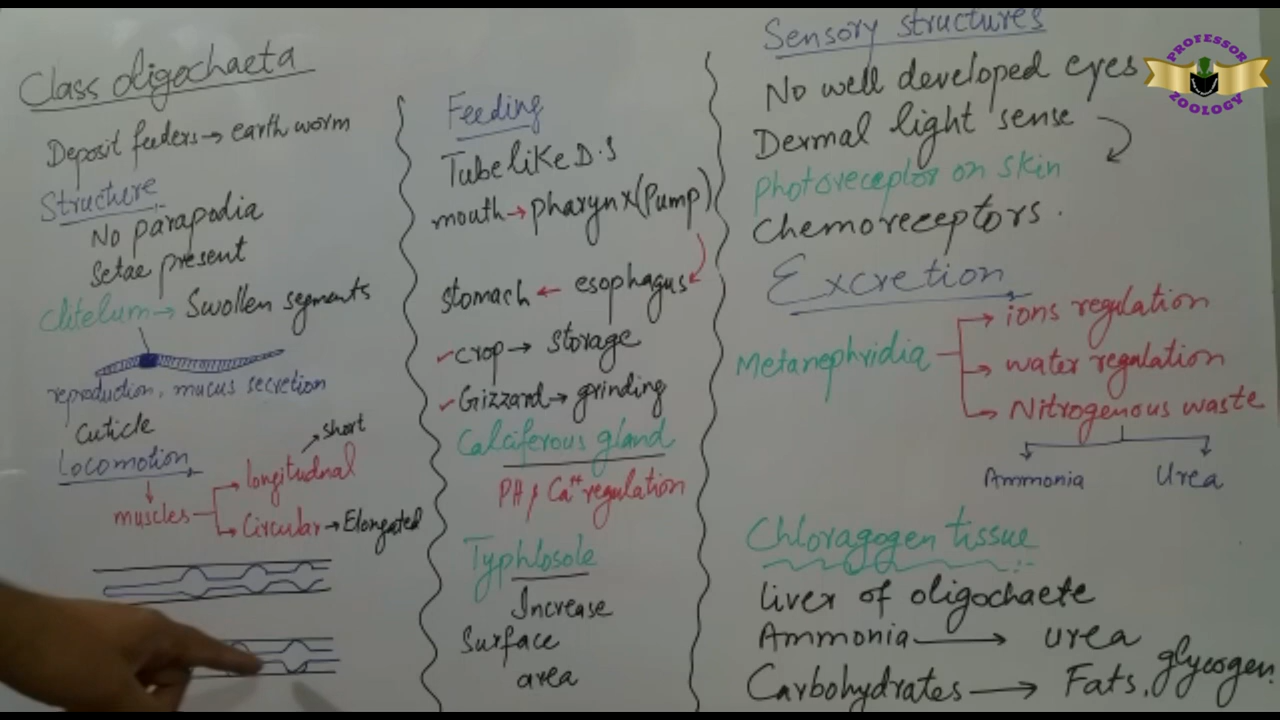 Class oligochaeta
Deposit feeders → earth worm
Structure
No parapodia
Setae present
Clitelum → Swollen segments
reproduction, mucus secretion
Cuticle
Locomotion
muscles
longitudnal
short
Circular → Elongated
Feeding
Tube like D.S
mouth → pharynx (Pump)
stomach ← esophagus
✓ crop → storage
✓ Gizzard → grinding
Calciferous gland
PH & Ca++ regulation
Typhlosole
Increase
Surface
area
Sensory structures
No well developed eyes
Dermal light sense
photoreceptor on skin
Chemoreceptors.
Excretion
Metanephridia
→ ions regulation
→ water regulation
→ Nitrogenous waste
Ammonia Urea
Chloragogen tissue
liver of oligochaete
Ammonia → urea
Carbohydrates → Fats, glycogen.
PROFESSOR
ZOOLOGY